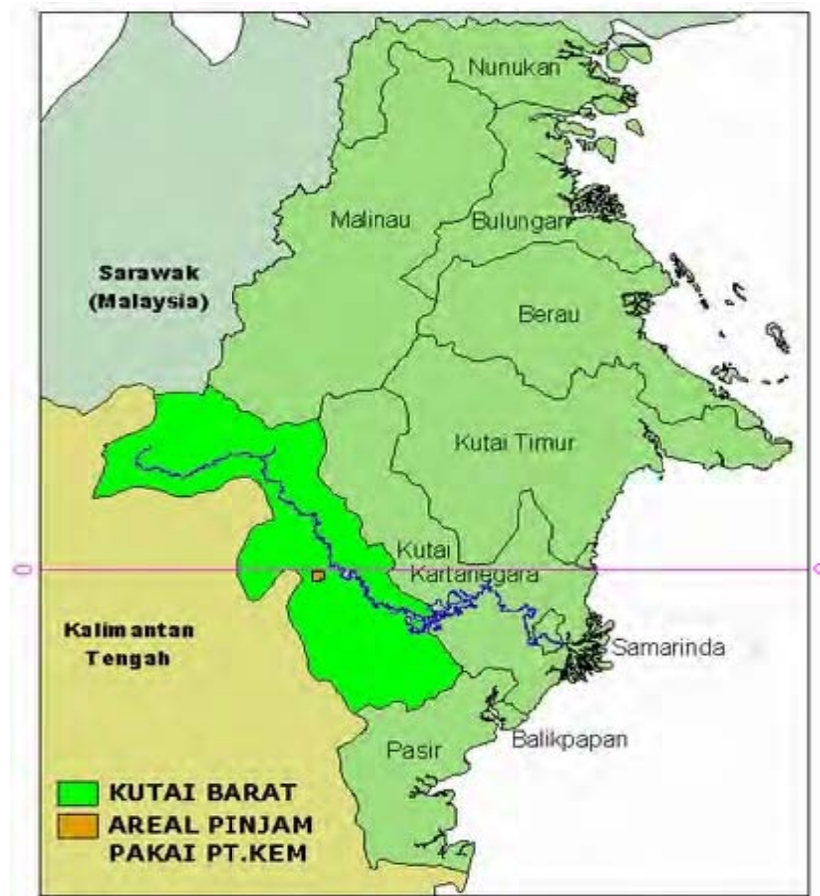 Nunukan
Malinau
Bulungan
Sarawak
(Malaysia)
Berau
Kutai Timur
Kutai
Kartanegara
0
Kalimantan
Tengah
Samarinda
Balikpapan
Pasir
KUTAI BARAT
AREAL PINJAM
PAKAI PT.KEM